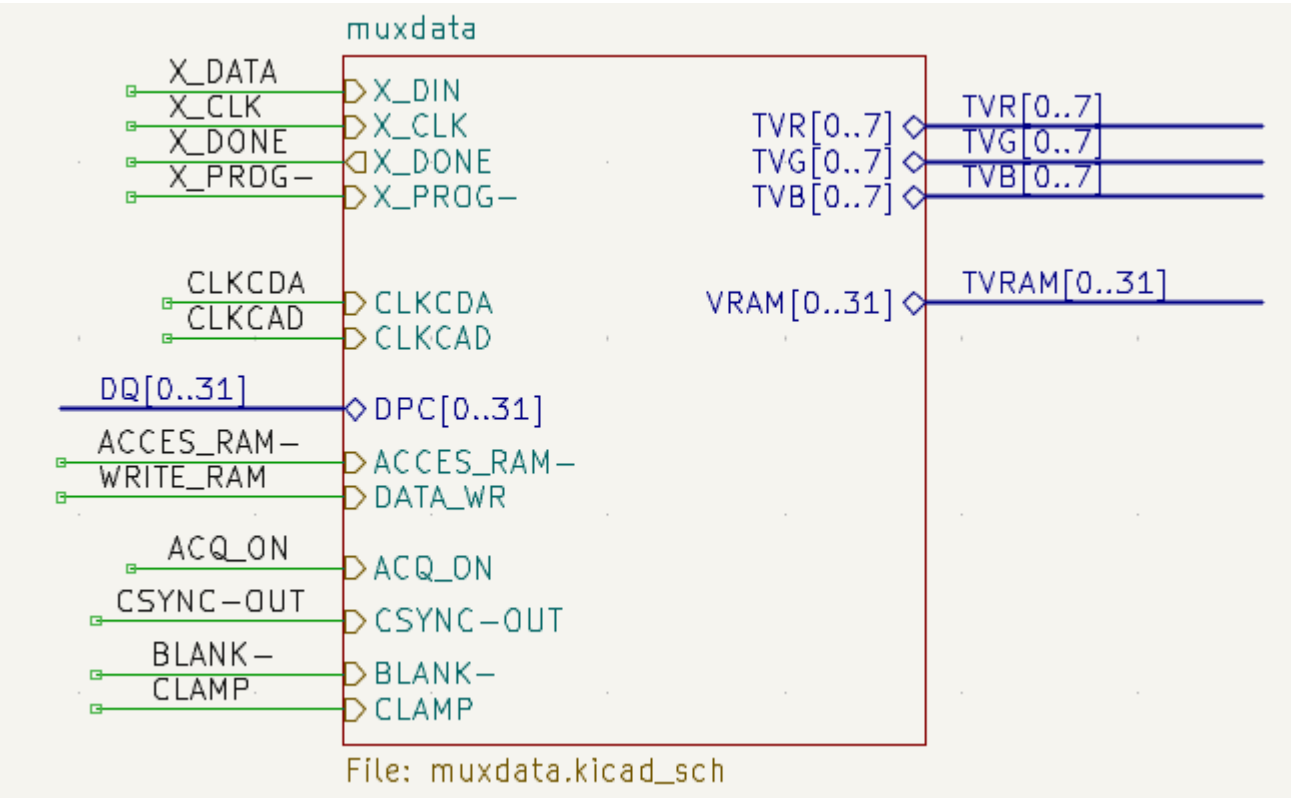 muxdata
X_DATA
X_DIN
X_CLK
X_CLK
X_DONE
X_DONE
X_PROG-
X_PROG-
TVR[0..7]
TVR[0..7]
TVG[0..7]
TVG[0..7]
TVB[0..7]
TVB[0..7]
CLKCDA
CLKCDA
CLKCAD
CLKCAD
VRAM[0..31]
TVRAM[0..31]
DQ[0..31]
DPC[0..31]
ACCES_RAM-
ACCES_RAM-
WRITE_RAM
DATA_WR
ACQ_ON
ACQ_ON
CSYNC-OUT
CSYNC-OUT
BLANK-
BLANK-
CLAMP
CLAMP
File: muxdata.kicad_sch